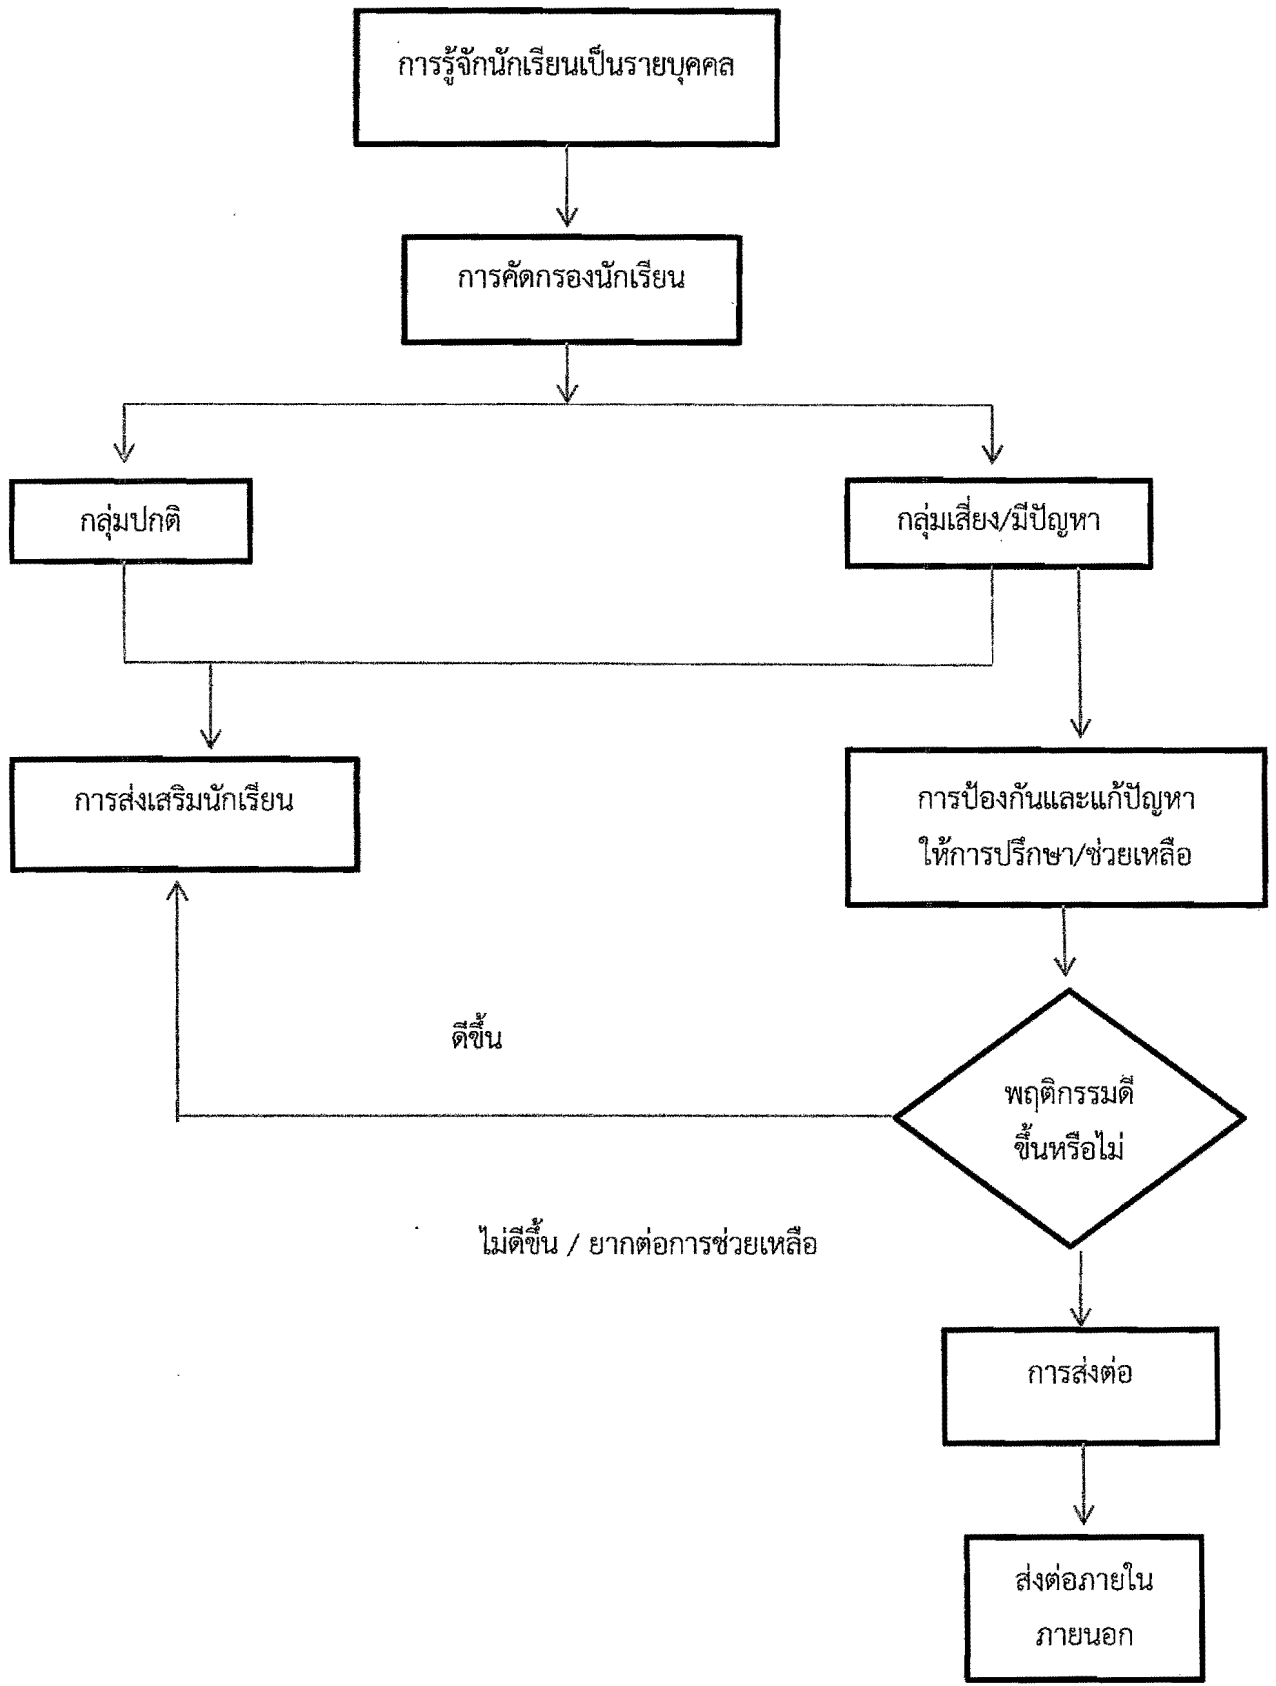 การรู้จักนักเรียนเป็นรายบุคคล
การคัดกรองนักเรียน
กลุ่มปกติ
กลุ่มเสี่ยง/มีปัญหา
การส่งเสริมนักเรียน
การป้องกันและแก้ปัญหา
ให้การปรึกษา/ช่วยเหลือ
ดีขึ้น
พฤติกรรมดี
ขึ้นหรือไม่
ไม่ดีขึ้น / ยากต่อการช่วยเหลือ
การส่งต่อ
ส่งต่อภายใน
ภายนอก